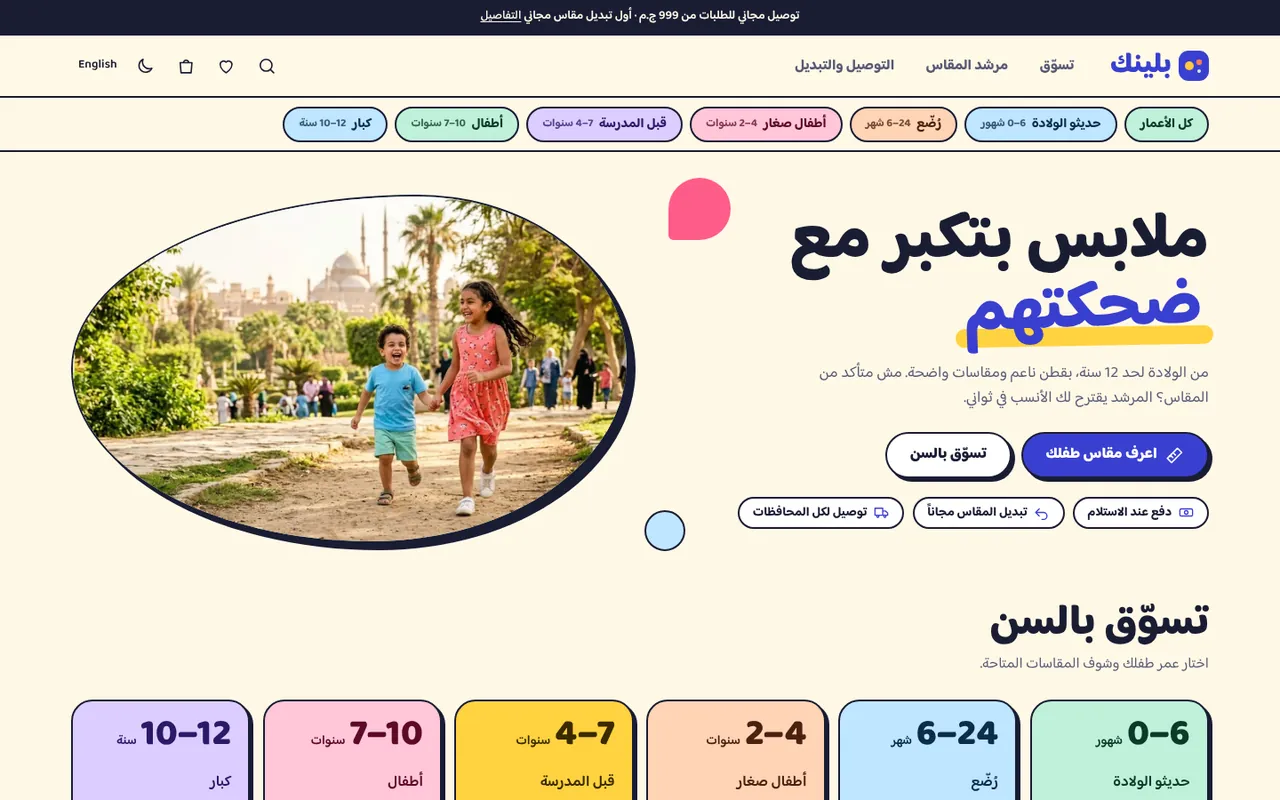 توصيل مجاني للطلبات من 999 ج.م · أول تبديل مقاس مجاني التفاصيل
بلينك
تسوّق
مرشد المقاس
التوصيل والتبديل
English
كل الأعمار
حديثو الولادة 0–6 شهور
رُضّع 6–24 شهر
أطفال صغار 2–4 سنوات
قبل المدرسة 4–7 سنوات
أطفال 7–10 سنوات
كبار 10–12 سنة
ملابس بتكبر مع
ضحكتهم
من الولادة لحد 12 سنة، بقطن ناعم ومقاسات واضحة. مش متأكد من
المقاس؟ المرشد يقترح لك الأنسب في ثواني.
اعرف مقاس طفلك
تسوّق بالسن
دفع عند الاستلام
تبديل المقاس مجاناً
توصيل لكل المحافظات
تسوّق بالسن
اختار عمر طفلك وشوف المقاسات المتاحة.
0–6 شهور
حديثو الولادة
6–24 شهر
رُضّع
2–4 سنوات
أطفال صغار
4–7 سنوات
قبل المدرسة
7–10 سنوات
أطفال
10–12 سنة
كبار